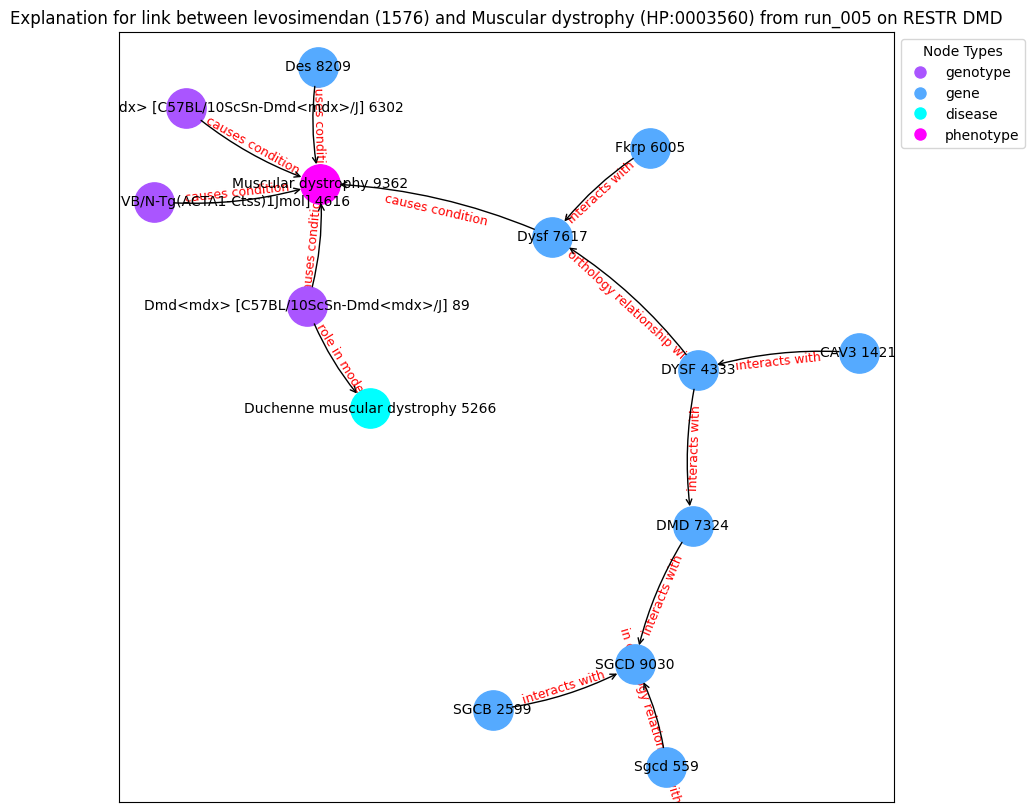 Explanation for link between levosimendan (1576) and Muscular dystrophy (HP:0003560) from run_005 on RESTR DMD
Node Types
genotype
gene
disease
phenotype
Des 8209
dx> [C57BL/10ScSn-Dmd<mdx>/J] 6302
causes condition
uses conditi
Fkrp 6005
interacts with
Muscular dystrophy 9362
causes condition
VB/N-Tg(ACTA1-Ctss)1Jmol] 4616
causes condition
Dysf 7617
uses conditio
orthology relationship wi
Dmd<mdx> [C57BL/10ScSn-Dmd<mdx>/J] 89
role in mode
CAV3 1421
interacts with
DYSF 4333
Duchenne muscular dystrophy 5266
interacts with
DMD 7324
interacts with
SGCD 9030
in
gy relation
ith
interacts with
SGCB 2599
Sgcd 559